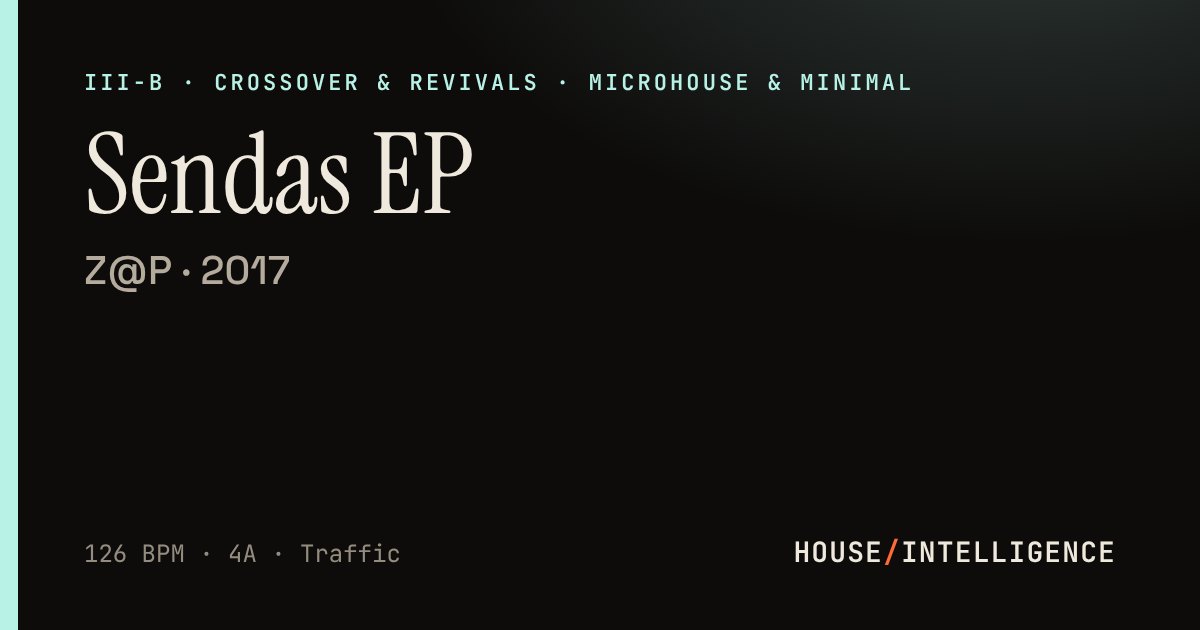 III-B · CROSSOVER & REVIVALS · MICROHOUSE & MINIMAL
Sendas EP
Z@P · 2017
126 BPM · 4A · Traffic
HOUSE/INTELLIGENCE